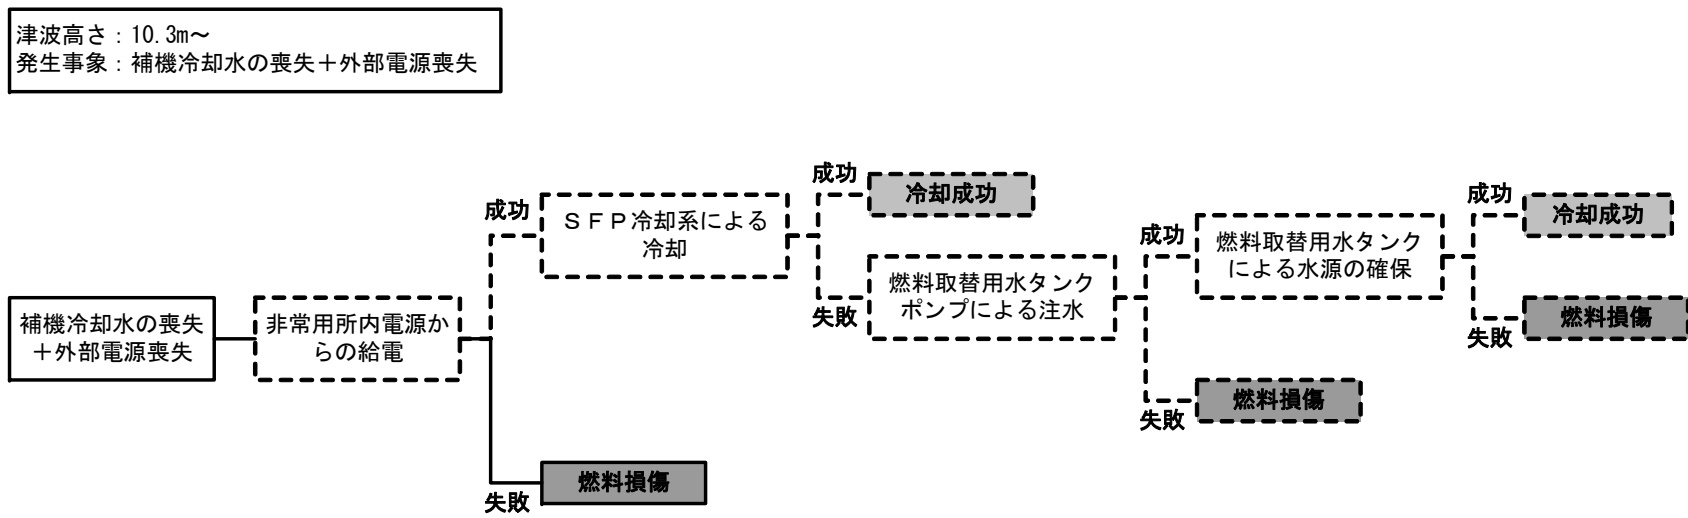 津波高さ：10.3m～
発生事象：補機冷却水の喪失＋外部電源喪失
補機冷却水の喪失
＋外部電源喪失
非常用所内電源か
らの給電
成功
失敗
ＳＦＰ冷却系による
冷却
燃料損傷
成功
失敗
冷却成功
燃料取替用水タンク
ポンプによる注水
成功
失敗
燃料取替用水タンク
による水源の確保
燃料損傷
成功
失敗
冷却成功
燃料損傷